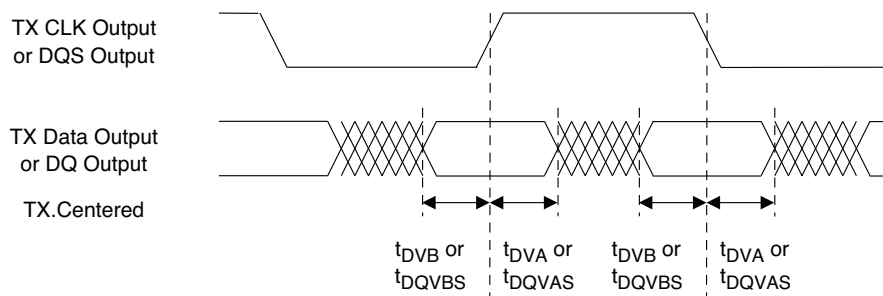 TX CLK Output
or DQS Output
TX Data Output
or DQ Output
TX.Centered
tDVB or
tDQVBS
tDVA or
tDQVAS
tDVB or
tDQVBS
tDVA or
tDQVAS